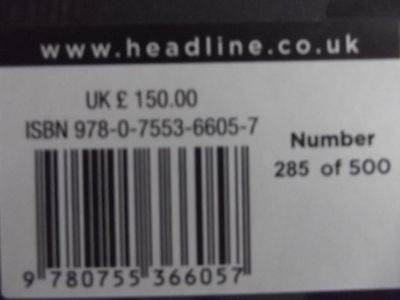 www.headline.co.uk
UK £ 150.00
ISBN 978-0-7553-6605-7
Number
285 of 500
9 780755 366057